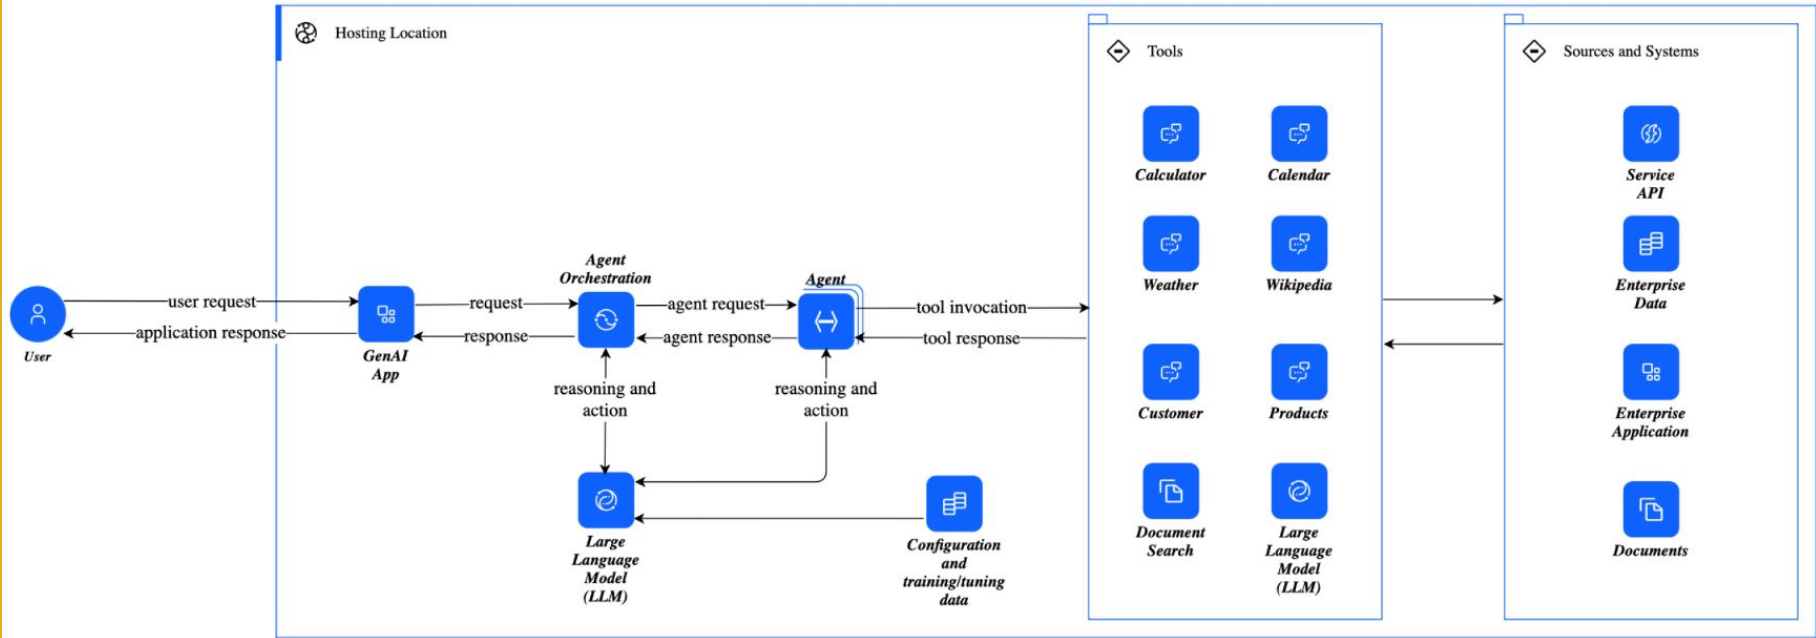 Hosting Location
Tools
Sources and Systems
Calculator
Calendar
Service
API
Weather
Wikipedia
Enterprise
Data
Agent
Orchestration
Agent
user request
request
agent request
tool invocation
application response
response
agent response
tool response
User
GenAI
App
reasoning and
action
reasoning and
action
Customer
Products
Enterprise
Application
Large
Language
Model
(LLM)
Configuration
and
training/tuning
data
Document
Search
Large
Language
Model
(LLM)
Documents